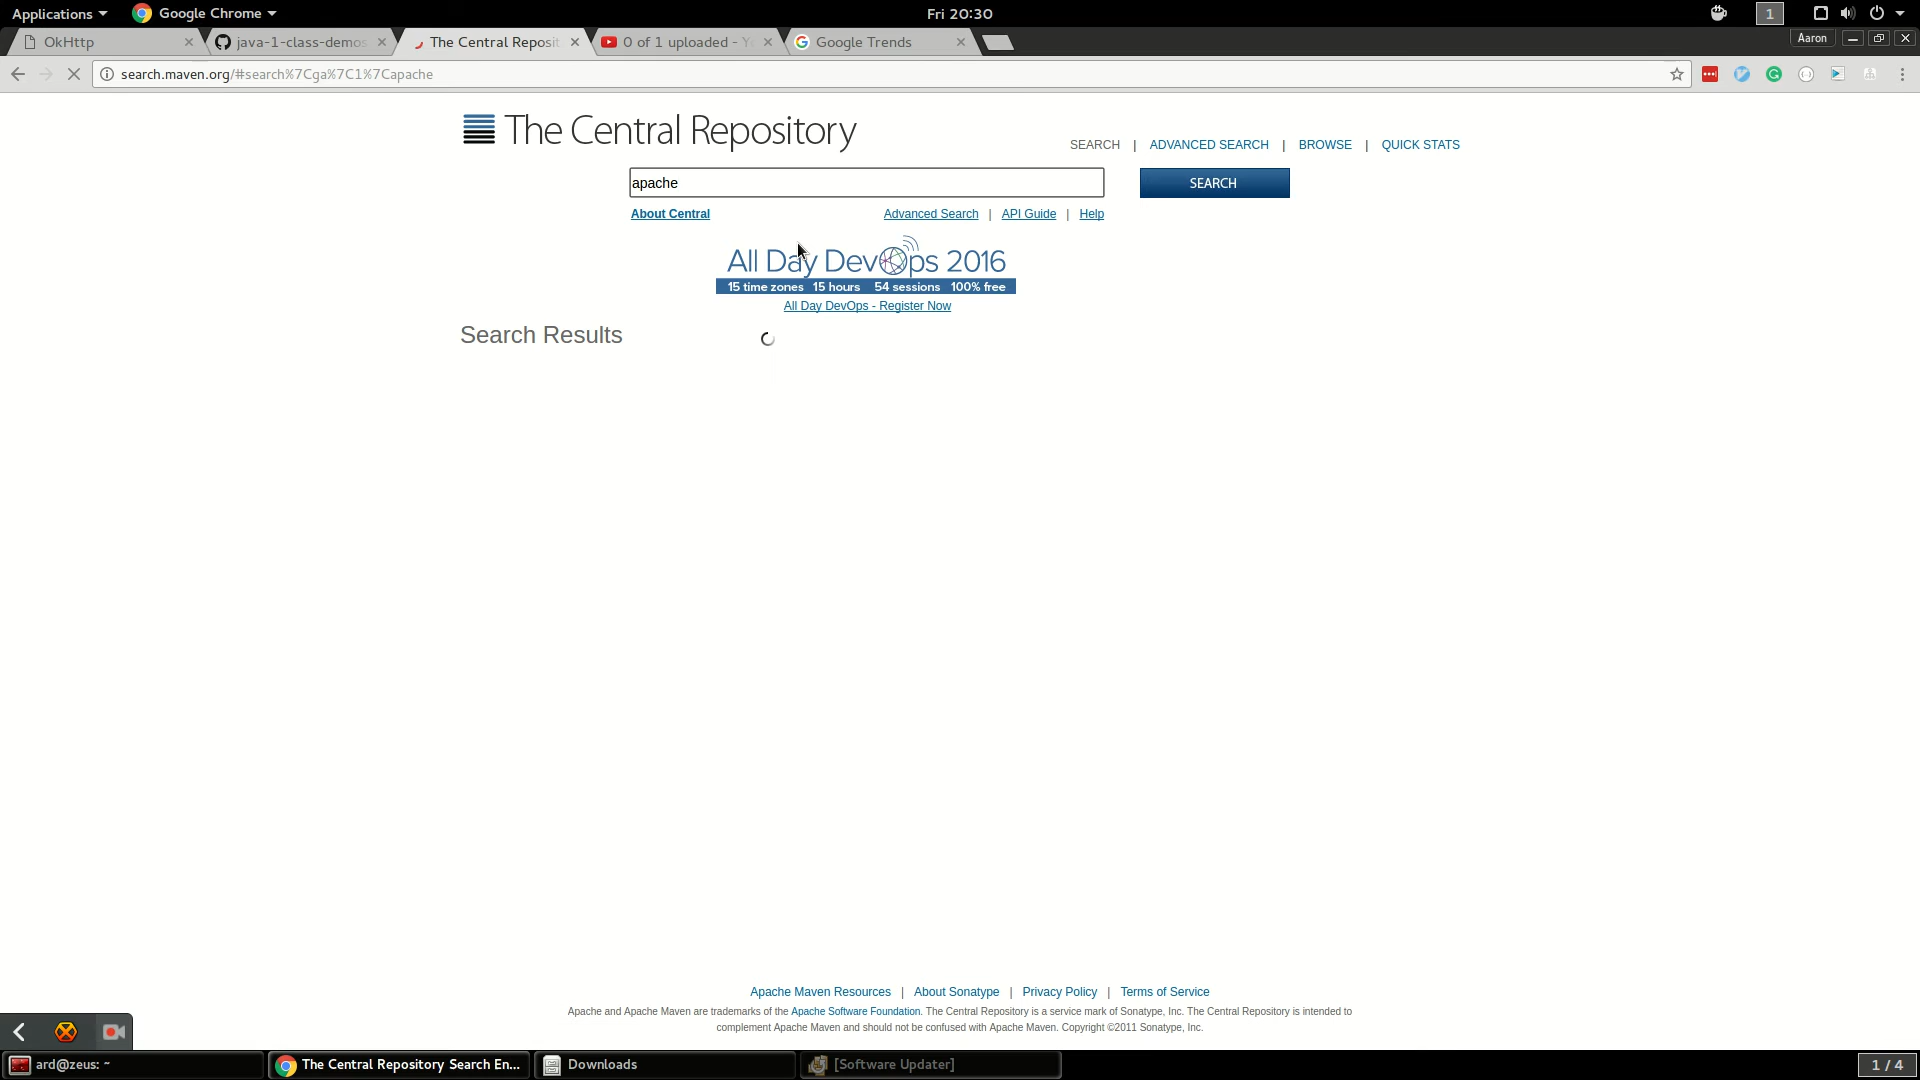 Applications Google Chrome Fri 20:30 1
OkHttp java-1-class-demos The Central Reposit 0 of 1 uploaded - Yo Google Trends Aaron
search.maven.org/#search%7Cga%7C1%7Capache
The Central Repository
SEARCH | ADVANCED SEARCH | BROWSE | QUICK STATS
apache SEARCH
About Central Advanced Search | API Guide | Help
All Day DevOps 2016
15 time zones 15 hours 54 sessions 100% free
All Day DevOps - Register Now
Search Results
Apache Maven Resources | About Sonatype | Privacy Policy | Terms of Service
Apache and Apache Maven are trademarks of the Apache Software Foundation. The Central Repository is a service mark of Sonatype, Inc. The Central Repository is intended to
complement Apache Maven and should not be confused with Apache Maven. Copyright ©2011 Sonatype, Inc.
ard@zeus: ~ The Central Repository Search En... Downloads [Software Updater] 1 / 4